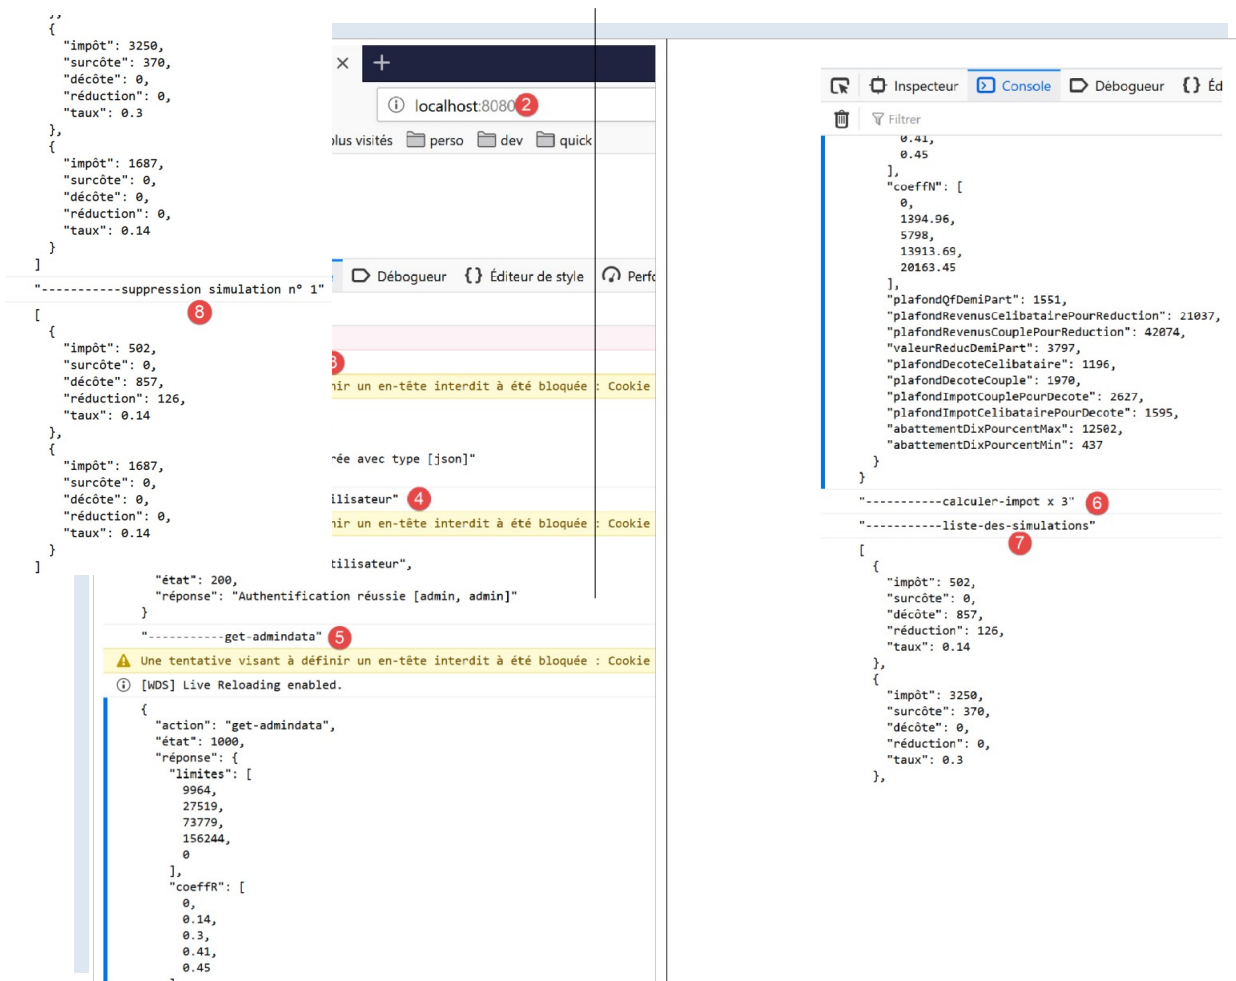 },
{
"impôt": 3250,
"surcôte": 370,
"décôte": 0,
"réduction": 0,
"taux": 0.3
},
{
"impôt": 1687,
"surcôte": 0,
"décôte": 0,
"réduction": 0,
"taux": 0.14
}
]
"-----------suppression simulation n° 1"
8
[
{
"impôt": 502,
"surcôte": 0,
"décôte": 857,
"réduction": 126,
"taux": 0.14
},
{
"impôt": 1687,
"surcôte": 0,
"décôte": 0,
"réduction": 0,
"taux": 0.14
}
]
× +
localhost:8080 2
plus visités perso dev quick
Débogueur {} Éditeur de style Perfo
3
nir un en-tête interdit à été bloquée : Cookie
rée avec type [json]"
ilisateur" 4
nir un en-tête interdit à été bloquée : Cookie
tilisateur",
"état": 200,
"réponse": "Authentification réussie [admin, admin]"
}
"-----------get-admindata" 5
Une tentative visant à définir un en-tête interdit à été bloquée : Cookie
[WDS] Live Reloading enabled.
{
"action": "get-admindata",
"état": 1000,
"réponse": {
"limites": [
9964,
27519,
73779,
156244,
0
],
"coeffR": [
0,
0.14,
0.3,
0.41,
0.45
Inspecteur Console Débogueur {} Éd
Filtrer
0.41,
0.45
],
"coeffN": [
0,
1394.96,
5798,
13913.69,
20163.45
],
"plafondQfDemiPart": 1551,
"plafondRevenusCelibatairePourReduction": 21037,
"plafondRevenusCouplePourReduction": 42074,
"valeurReducDemiPart": 3797,
"plafondDecoteCelibataire": 1196,
"plafondDecoteCouple": 1970,
"plafondImpotCouplePourDecote": 2627,
"plafondImpotCelibatairePourDecote": 1595,
"abattementDixPourcentMax": 12502,
"abattementDixPourcentMin": 437
}
}
"-----------calculer-impot x 3" 6
"-----------liste-des-simulations"
7
[
{
"impôt": 502,
"surcôte": 0,
"décôte": 857,
"réduction": 126,
"taux": 0.14
},
{
"impôt": 3250,
"surcôte": 370,
"décôte": 0,
"réduction": 0,
"taux": 0.3
},